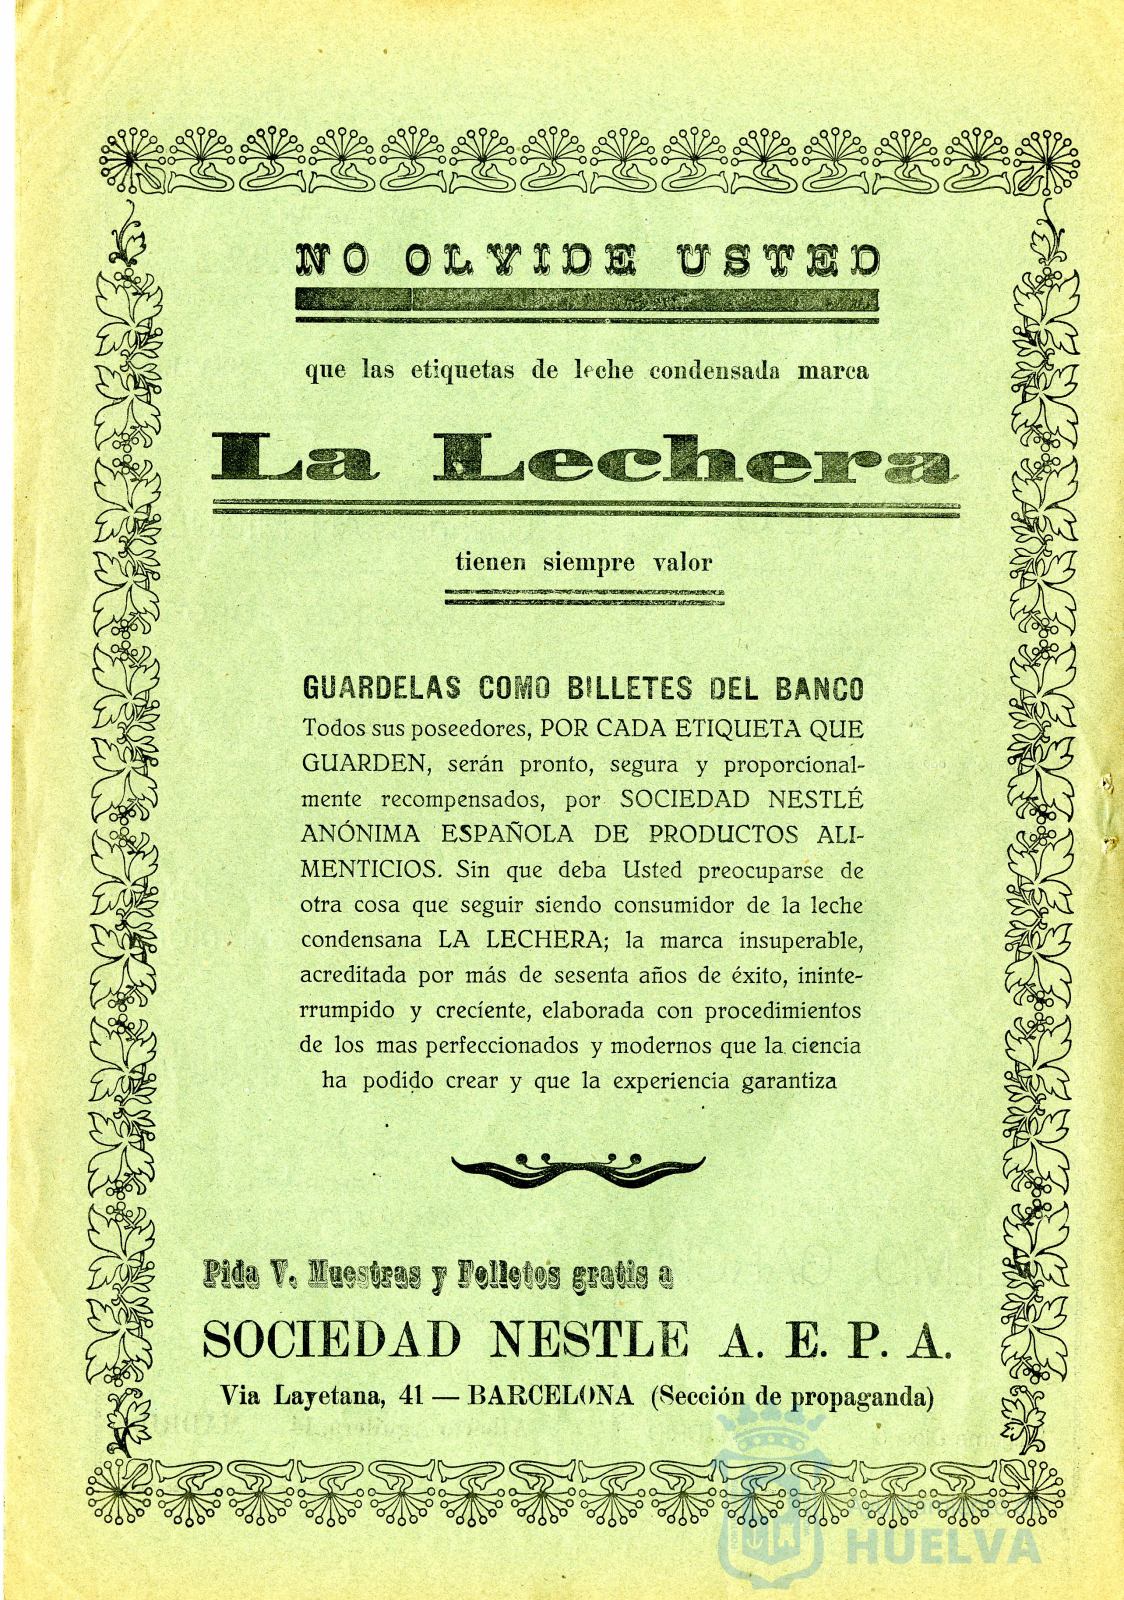 NO OLVIDE USTED
que las etiquetas de leche condensada marca
La Lechera
tienen siempre valor
GUARDELAS COMO BILLETES DEL BANCO
Todos sus poseedores, POR CADA ETIQUETA QUE
GUARDEN, serán pronto, segura y proporcional-
mente recompensados, por SOCIEDAD NESTLÉ
ANÓNIMA ESPAÑOLA DE PRODUCTOS ALI-
MENTICIOS. Sin que deba Usted preocuparse de
otra cosa que seguir siendo consumidor de la leche
condensana LA LECHERA; la marca insuperable,
acreditada por más de sesenta años de éxito, ininte-
rrumpido y crecíente, elaborada con procedimientos
de los mas perfeccionados y modernos que la ciencia
ha podido crear y que la experiencia garantiza
Pida V. Muestras y Folletos gratis a
SOCIEDAD NESTLE A. E. P. A.
Via Layetana, 41 — BARCELONA (Sección de propaganda)
HUELVA